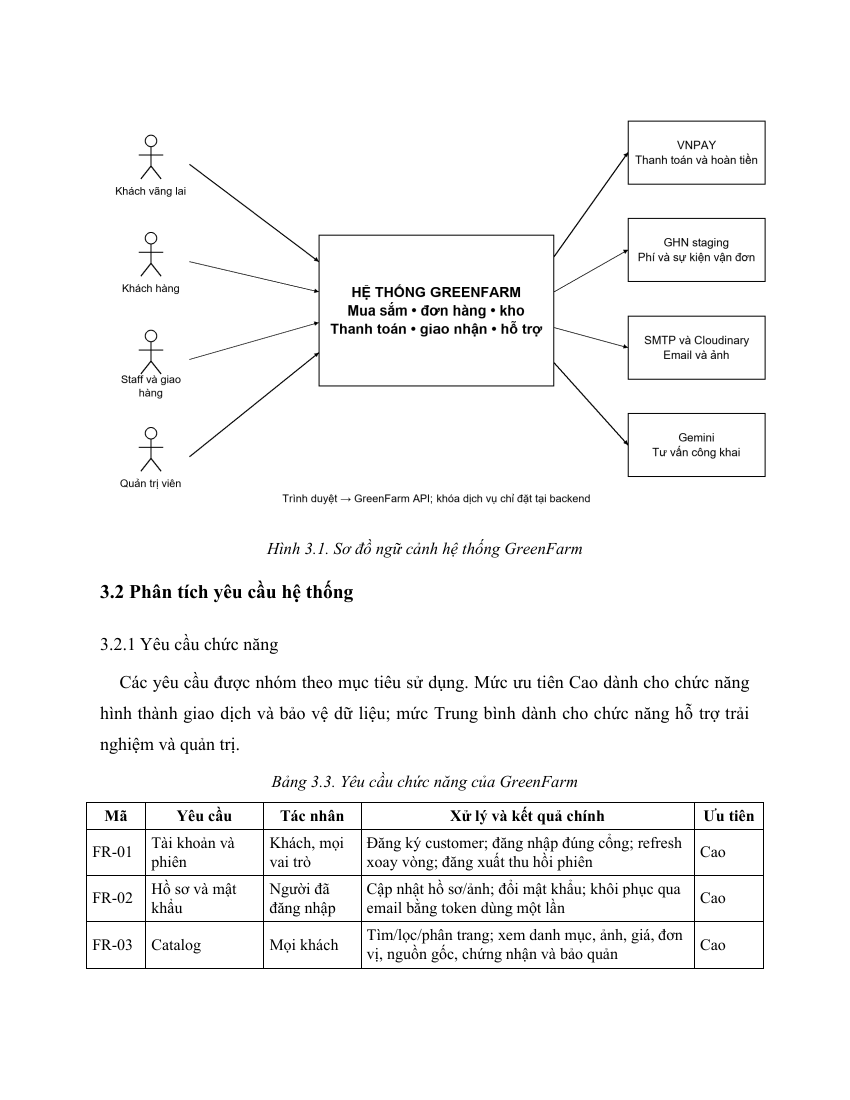 Khách vãng lai
Khách hàng
Staff và giao
hàng
Quản trị viên
HỆ THỐNG GREENFARM
Mua sắm • đơn hàng • kho
Thanh toán • giao nhận • hỗ trợ
VNPAY
Thanh toán và hoàn tiền
GHN staging
Phí và sự kiện vận đơn
SMTP và Cloudinary
Email và ảnh
Gemini
Tư vấn công khai
Trình duyệt → GreenFarm API; khóa dịch vụ chỉ đặt tại backend
Hình 3.1. Sơ đồ ngữ cảnh hệ thống GreenFarm
3.2 Phân tích yêu cầu hệ thống
3.2.1 Yêu cầu chức năng
Các yêu cầu được nhóm theo mục tiêu sử dụng. Mức ưu tiên Cao dành cho chức năng
hình thành giao dịch và bảo vệ dữ liệu; mức Trung bình dành cho chức năng hỗ trợ trải
nghiệm và quản trị.
Bảng 3.3. Yêu cầu chức năng của GreenFarm
Mã Yêu cầu Tác nhân Xử lý và kết quả chính Ưu tiên
FR-01
Tài khoản và
phiên
Khách, mọi
vai trò
Đăng ký customer; đăng nhập đúng cổng; refresh
xoay vòng; đăng xuất thu hồi phiên
Cao
FR-02
Hồ sơ và mật
khẩu
Người đã
đăng nhập
Cập nhật hồ sơ/ảnh; đổi mật khẩu; khôi phục qua
email bằng token dùng một lần
Cao
FR-03
Catalog
Mọi khách
Tìm/lọc/phân trang; xem danh mục, ảnh, giá, đơn
vị, nguồn gốc, chứng nhận và bảo quản
Cao